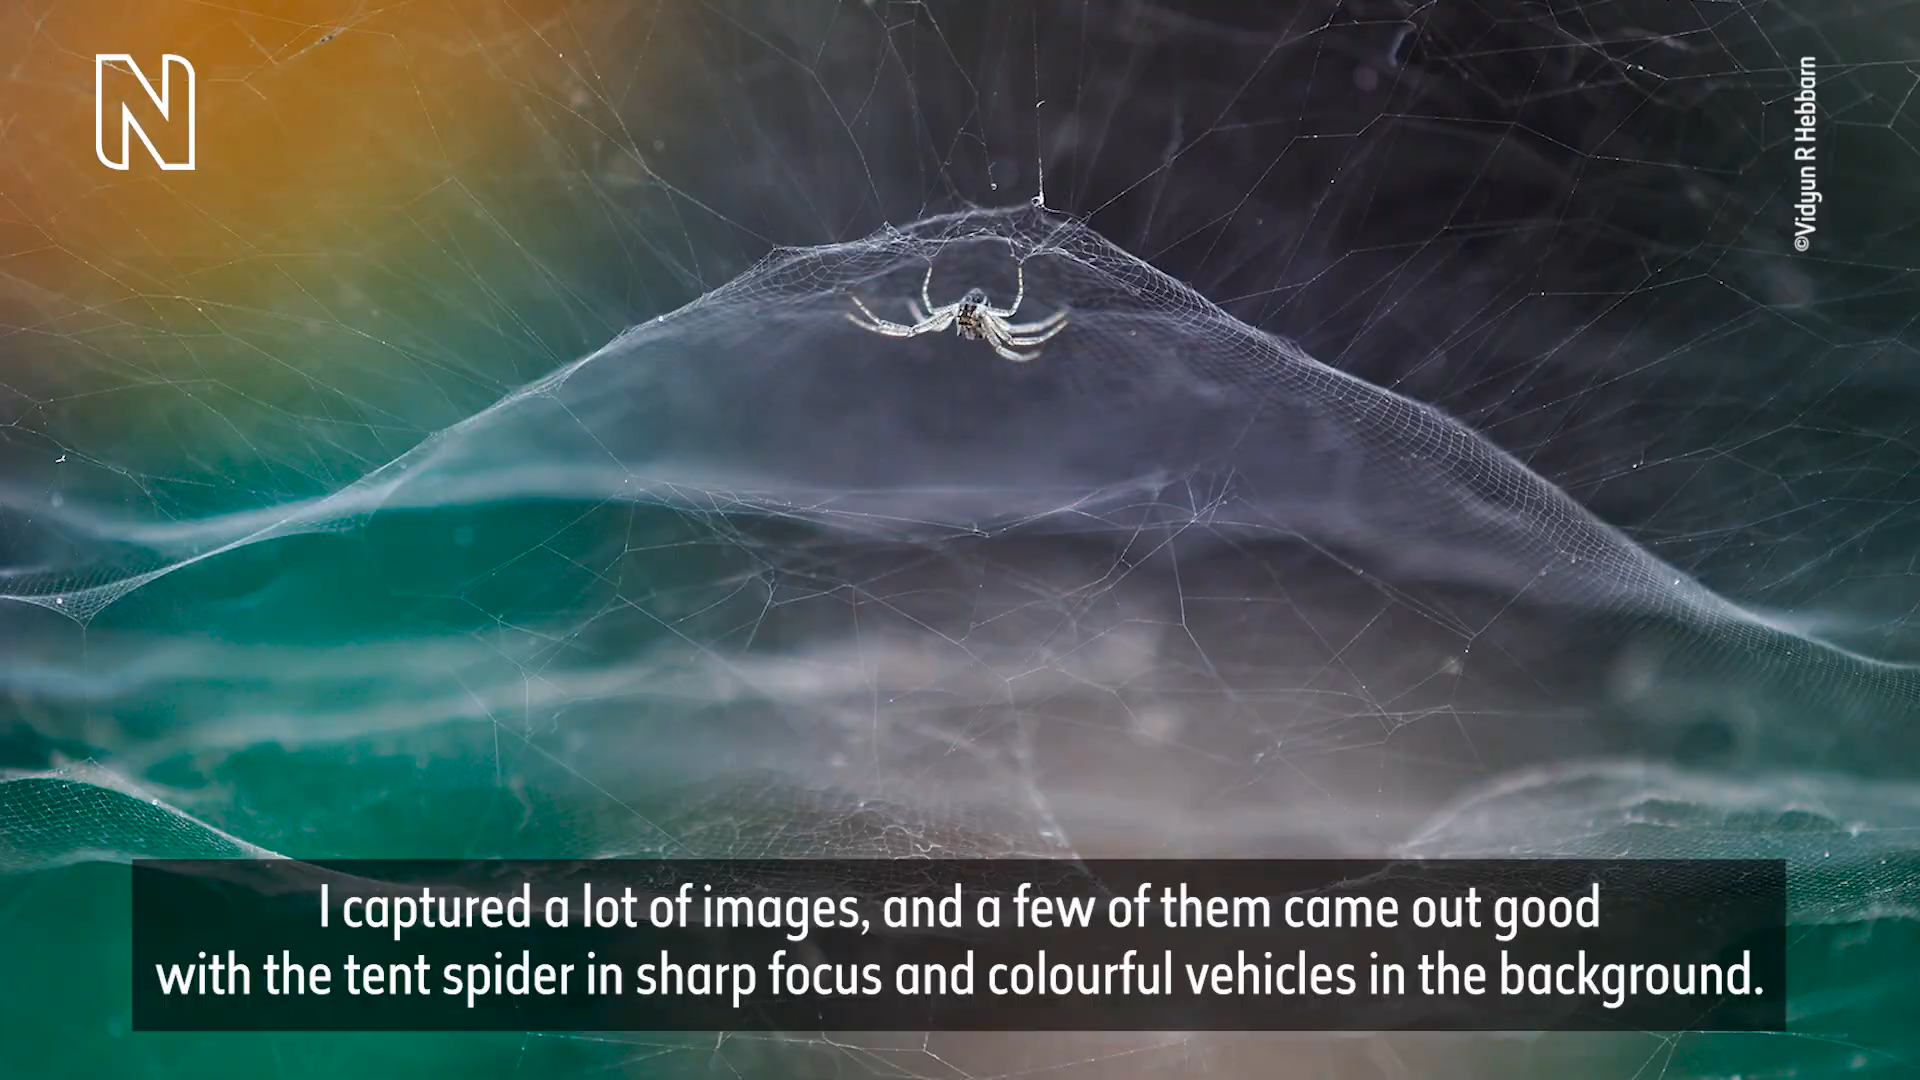 N
©Vidyun R Hebbarn
I captured a lot of images, and a few of them came out good
with the tent spider in sharp focus and colourful vehicles in the background.